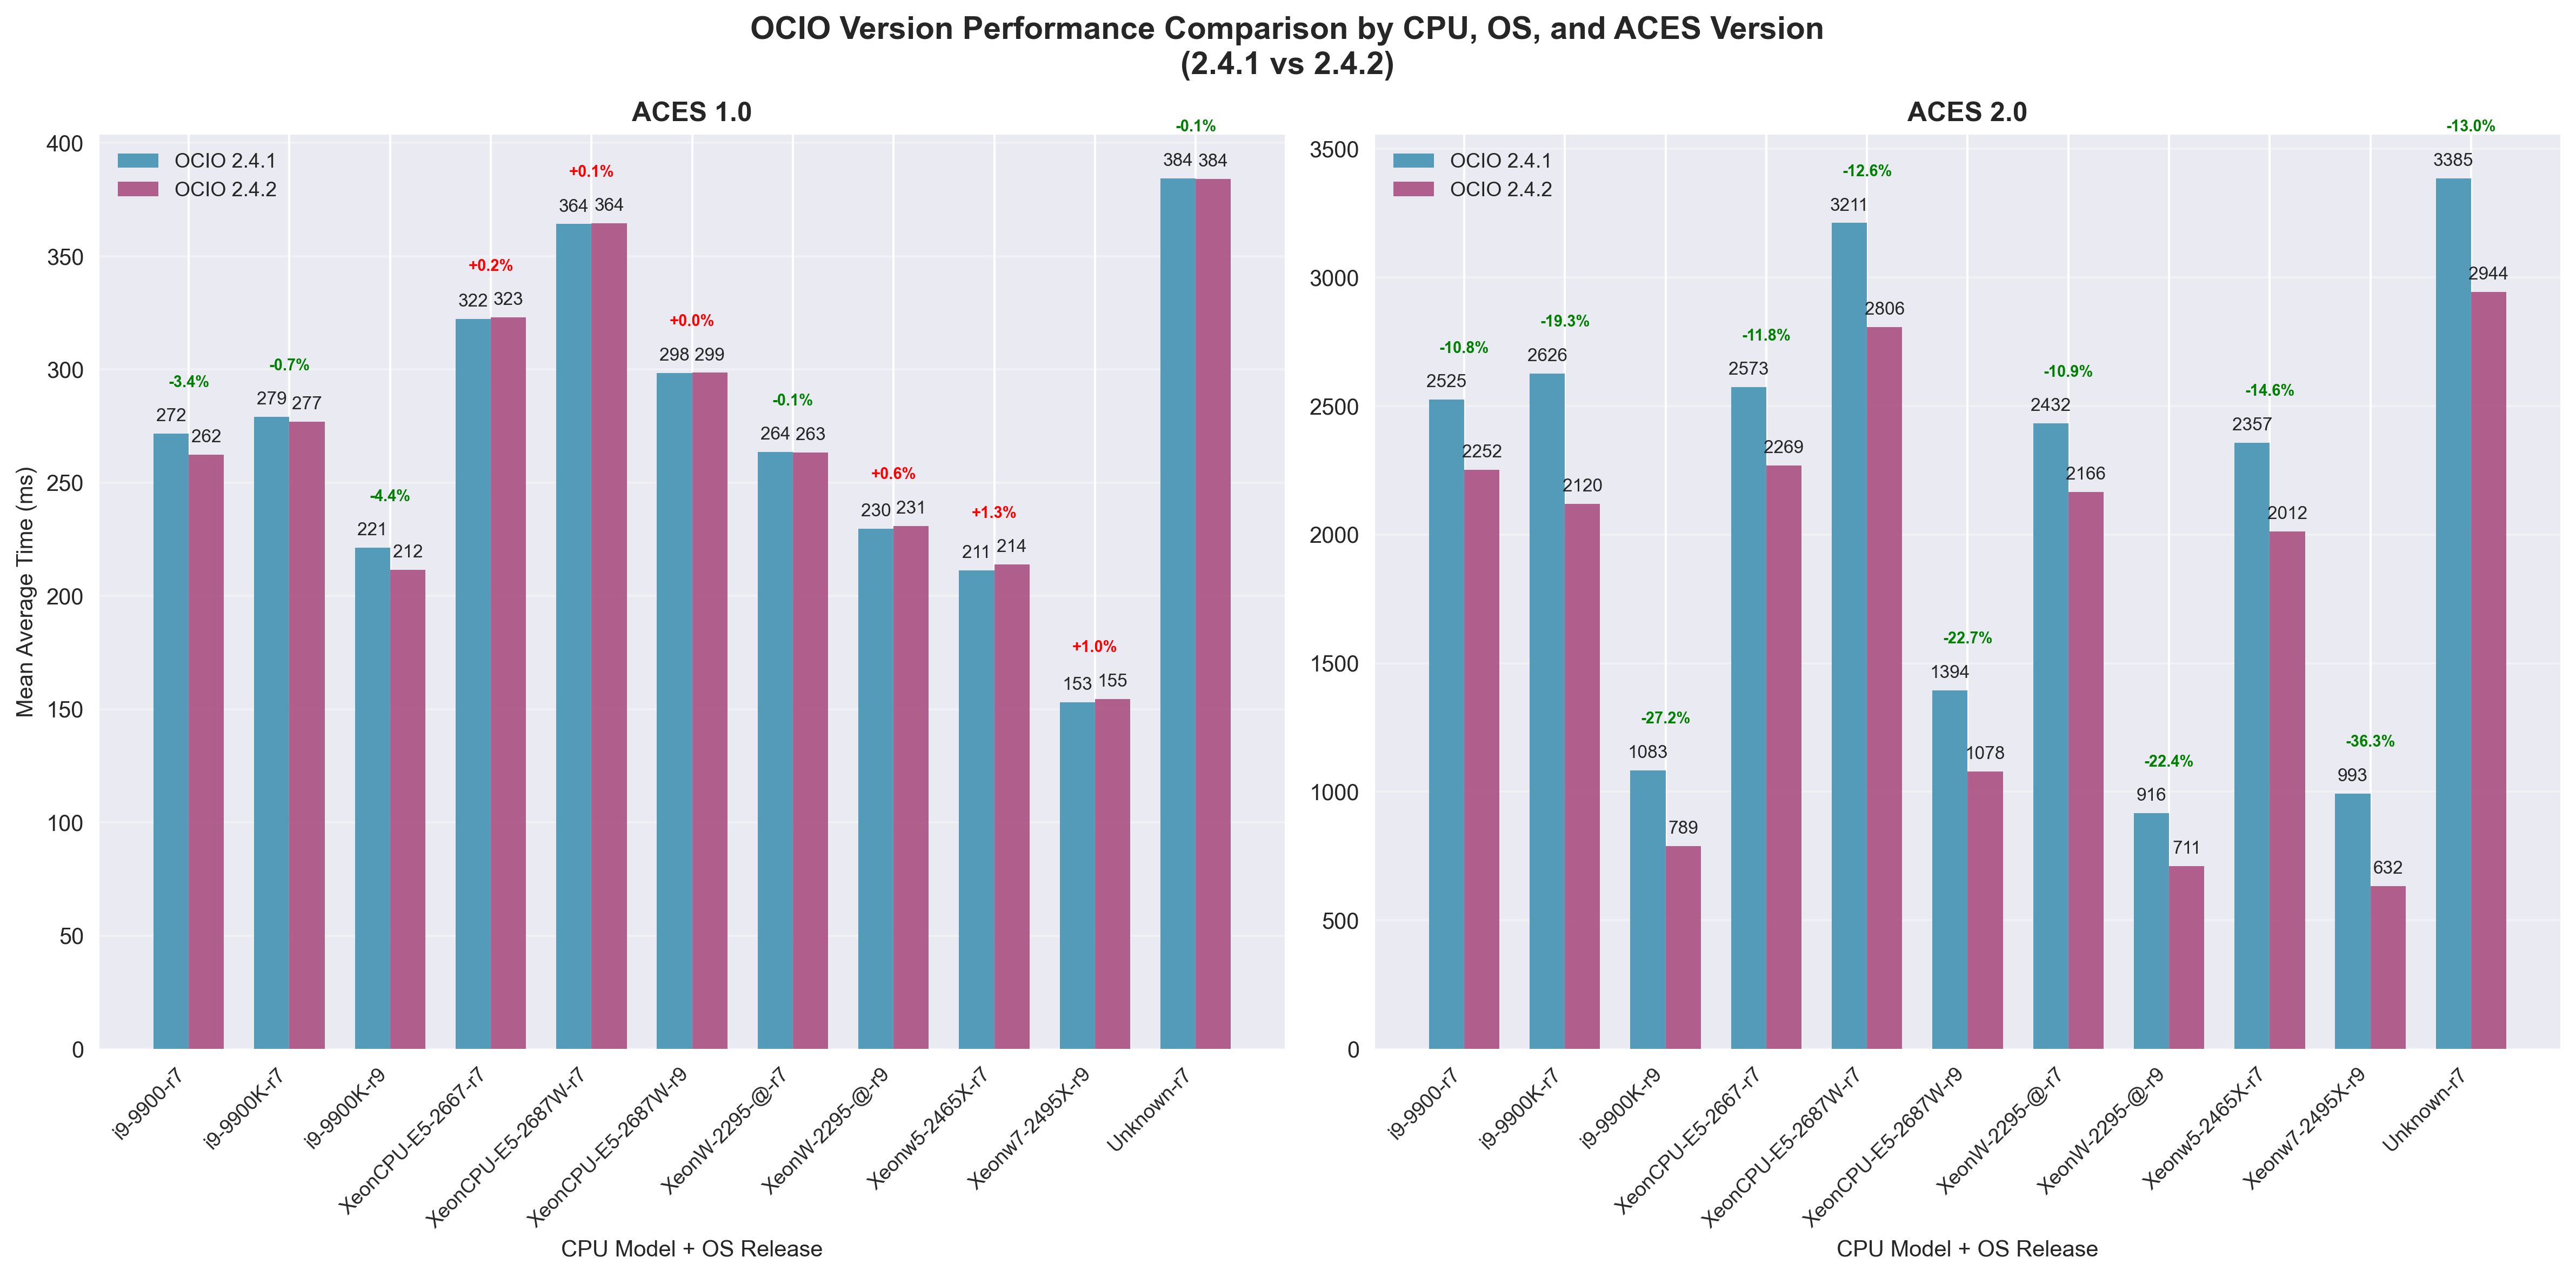 OCIO Version Performance Comparison by CPU, OS, and ACES Version
(2.4.1 vs 2.4.2)
ACES 1.0
OCIO 2.4.1
OCIO 2.4.2
Mean Average Time (ms)
400
350
300
250
200
150
100
50
0
-3.4%
272
262
-0.7%
279
277
-4.4%
221
212
+0.2%
322
323
+0.1%
364
364
+0.0%
298
299
-0.1%
264
263
+0.6%
230
231
+1.3%
211
214
+1.0%
153
155
-0.1%
384
384
i9-9900-r7
i9-9900K-r7
i9-9900K-r9
XeonCPU-E5-2667-r7
XeonCPU-E5-2687W-r7
XeonCPU-E5-2687W-r9
XeonW-2295-@-r7
XeonW-2295-@-r9
Xeonw5-2465X-r7
Xeonw7-2495X-r9
Unknown-r7
CPU Model + OS Release
ACES 2.0
OCIO 2.4.1
OCIO 2.4.2
3500
3000
2500
2000
1500
1000
500
0
-10.8%
2525
2252
-19.3%
2626
2120
-27.2%
1083
789
-11.8%
2573
2269
-12.6%
3211
2806
-22.7%
1394
1078
-10.9%
2432
2166
-22.4%
916
711
-14.6%
2357
2012
-36.3%
993
632
-13.0%
3385
2944
i9-9900-r7
i9-9900K-r7
i9-9900K-r9
XeonCPU-E5-2667-r7
XeonCPU-E5-2687W-r7
XeonCPU-E5-2687W-r9
XeonW-2295-@-r7
XeonW-2295-@-r9
Xeonw5-2465X-r7
Xeonw7-2495X-r9
Unknown-r7
CPU Model + OS Release